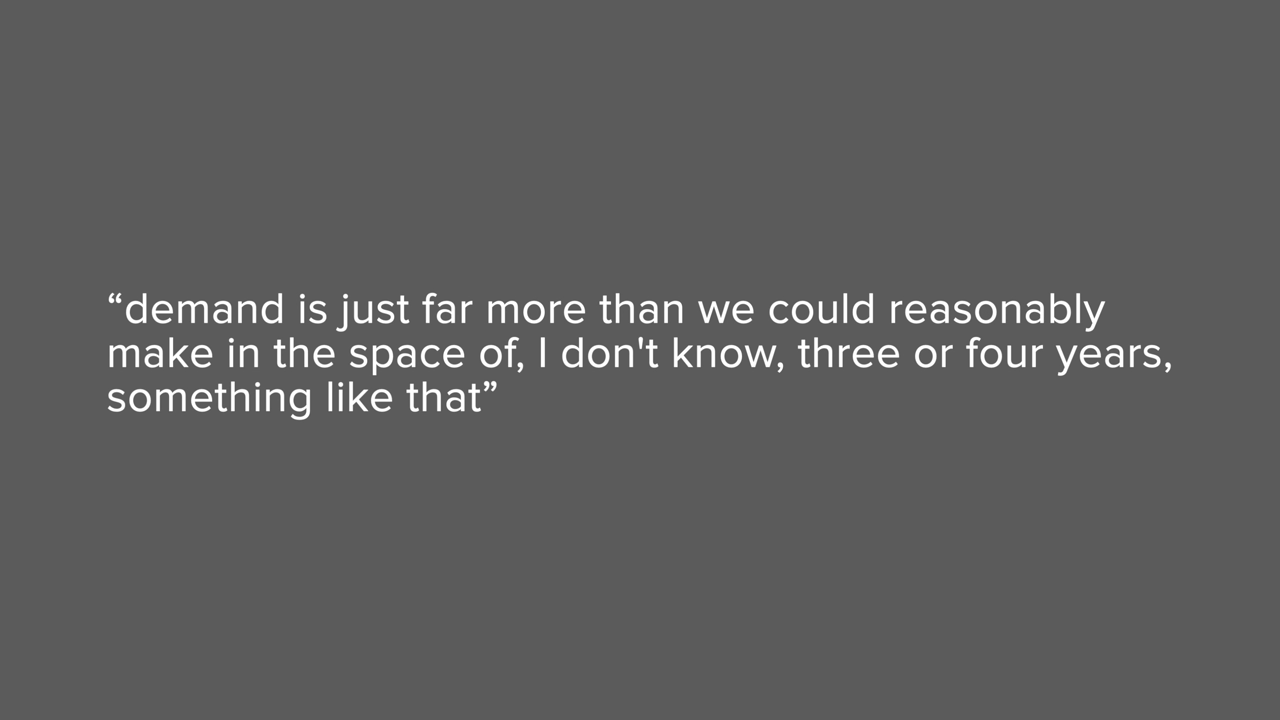 “demand is just far more than we could reasonably
make in the space of, I don't know, three or four years,
something like that”